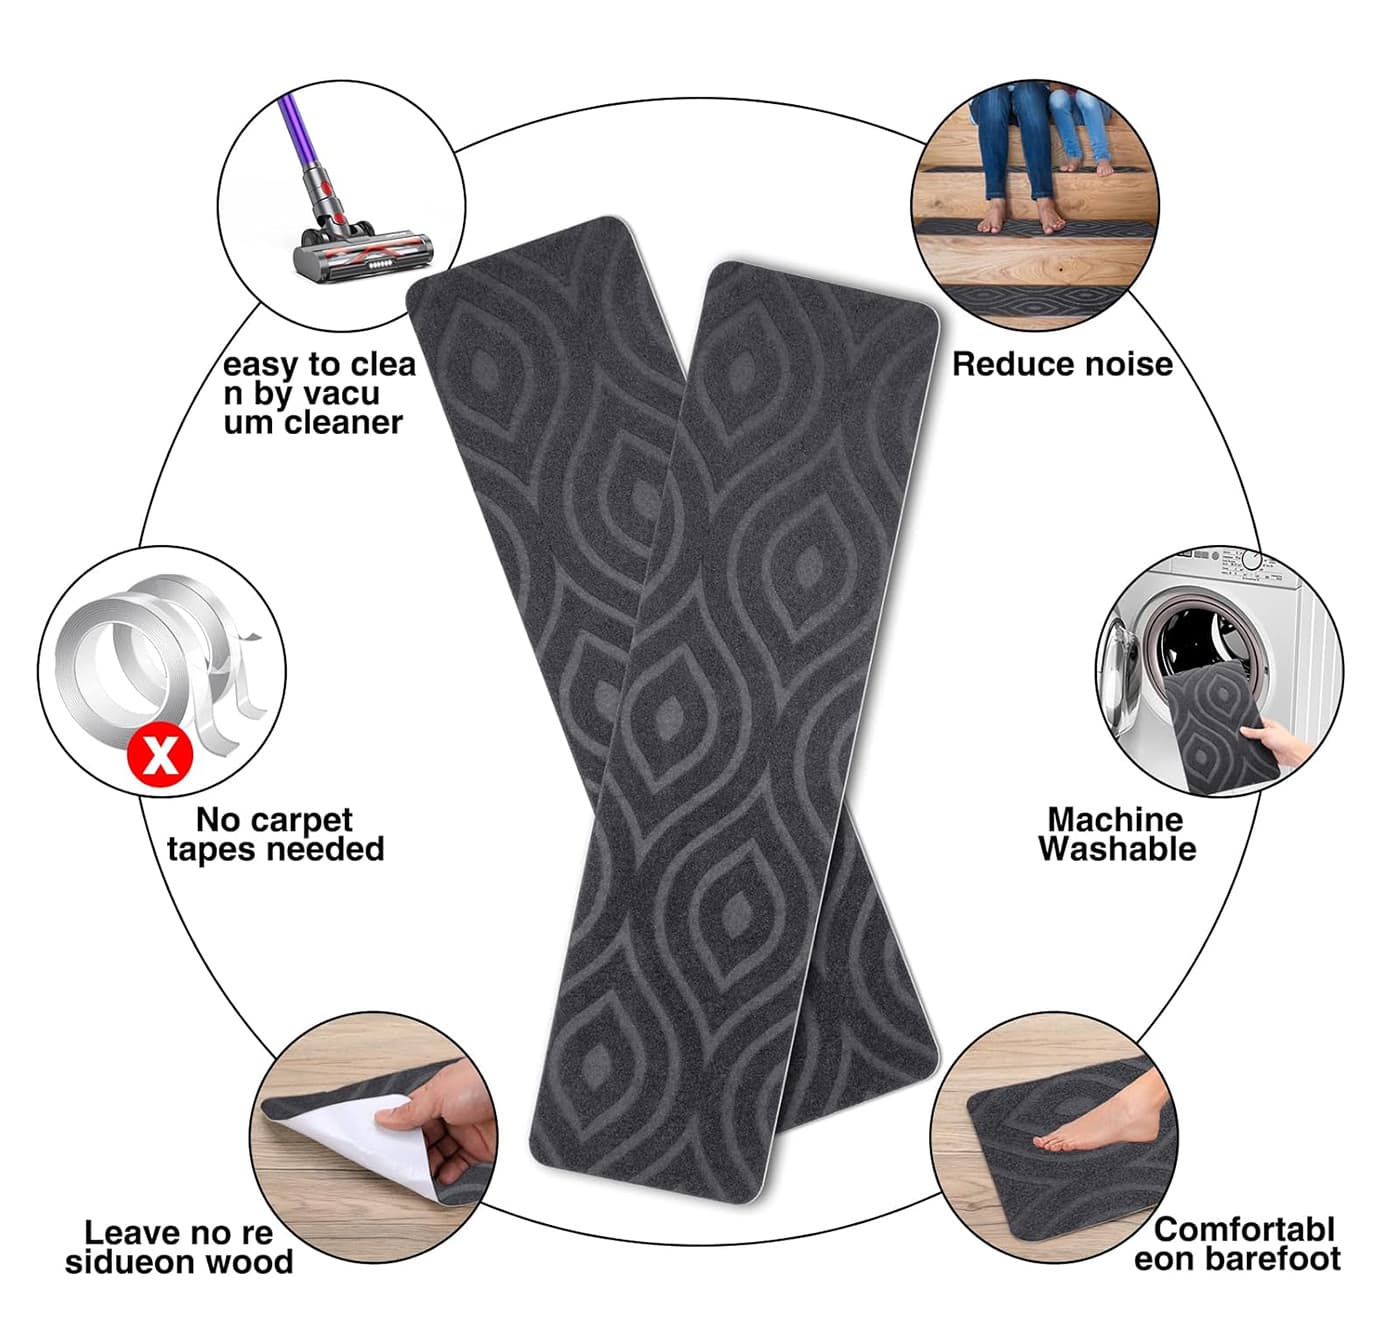 easy to clea
n by vacu
um cleaner
Reduce noise
No carpet
tapes needed
X
Machine
Washable
Leave no re
sidueon wood
Comfortabl
eon barefoot